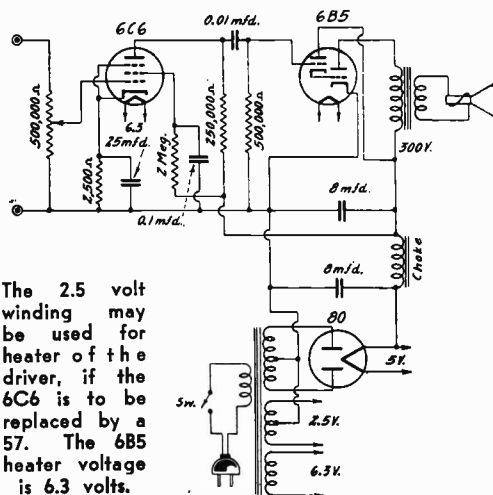 6C6
0.01 mfd.
6B5
500,000 Ω
6.3
25 mfd.
2,500 Ω
2 Meg.
0.1 mfd.
250,000 Ω
500,000 Ω
300 V.
8 mfd.
Choke
8 mfd.
80
5V.
Sw.
2.5 V.
6.3 V.
The 2.5 volt
winding may
be used for
heater of the
driver, if the
6C6 is to be
replaced by a
57. The 6B5
heater voltage
is 6.3 volts.